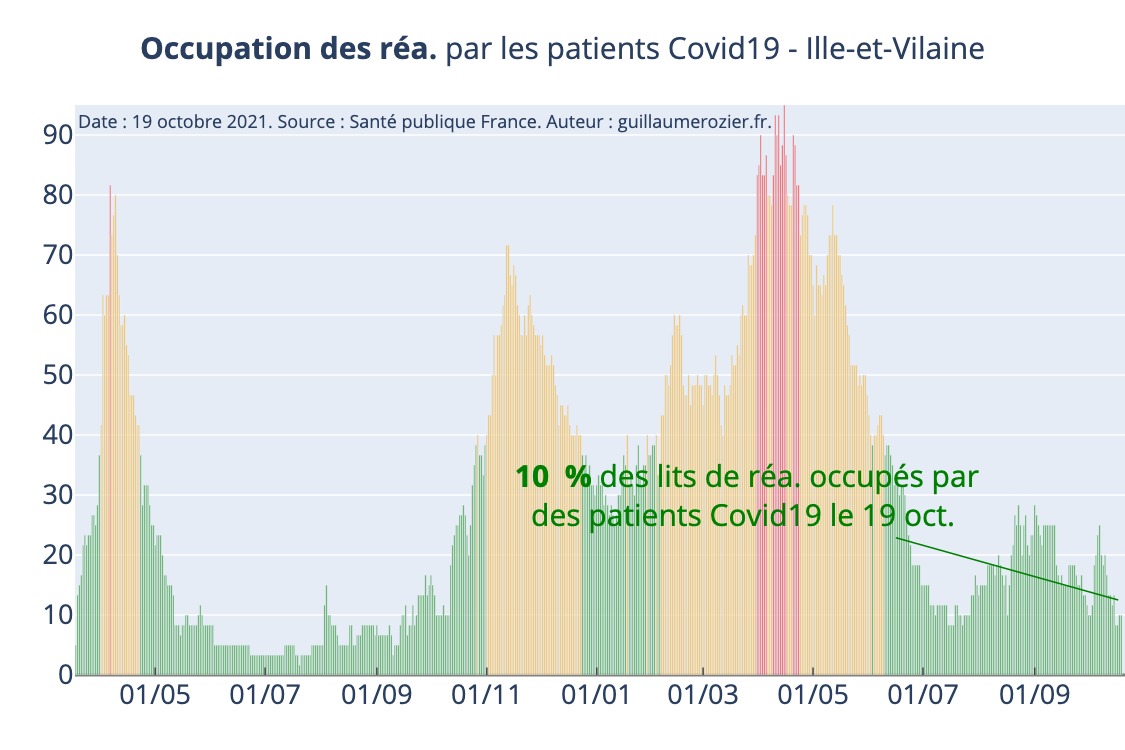 Occupation des réa. par les patients Covid19 - Ille-et-Vilaine
Date : 19 octobre 2021. Source : Santé publique France. Auteur : guillaumerozier.fr.
90
80
70
60
50
40
30
20
10
0
10 % des lits de réa. occupés par
des patients Covid19 le 19 oct.
01/05 01/07 01/09 01/11 01/01 01/03 01/05 01/07 01/09